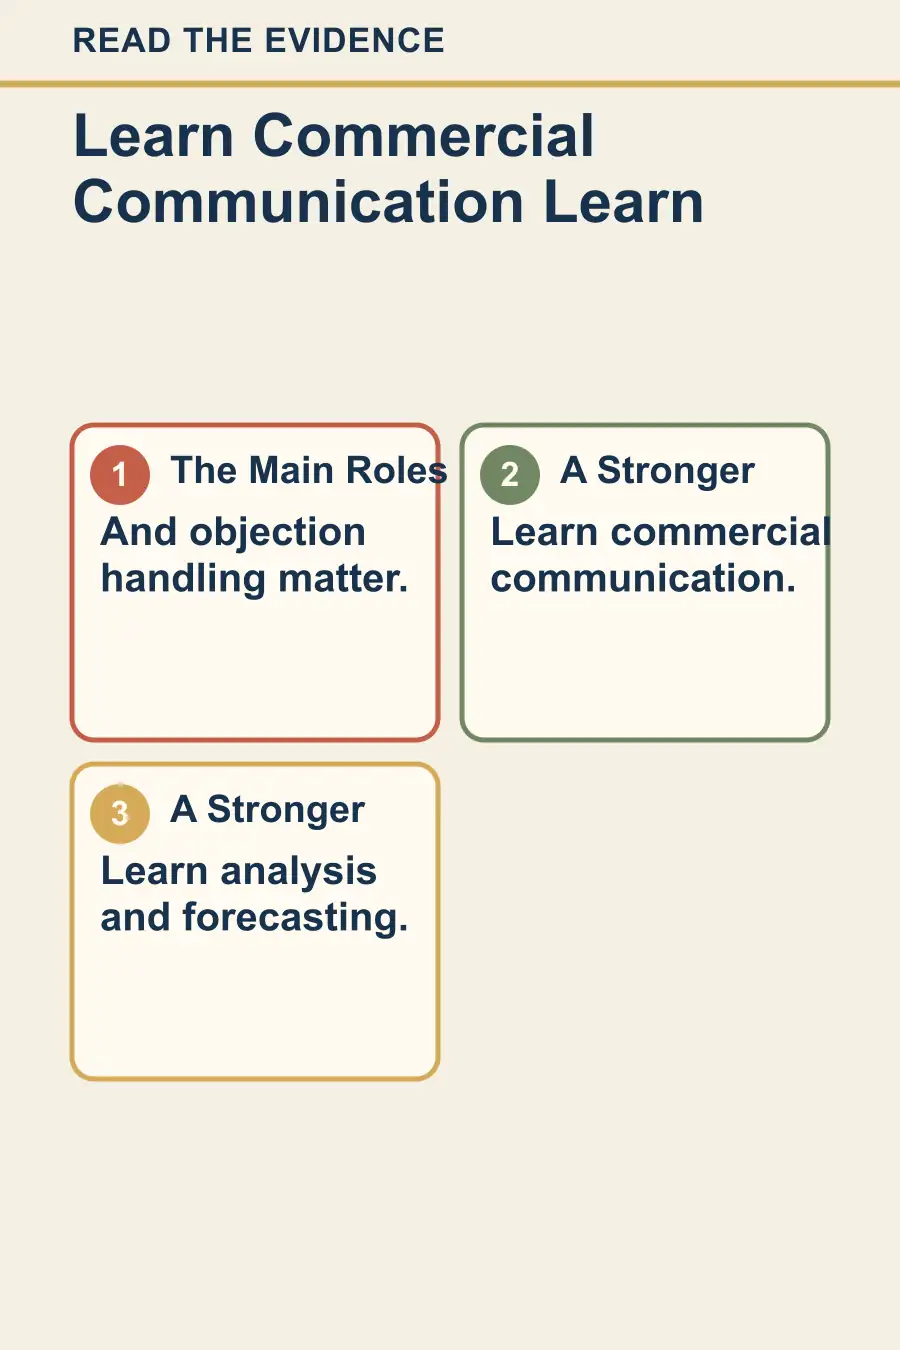 READ THE EVIDENCE
Learn Commercial
Communication Learn
1
The Main Roles
And objection
handling matter.
2
A Stronger
Learn commercial
communication.
3
A Stronger
Learn analysis
and forecasting.